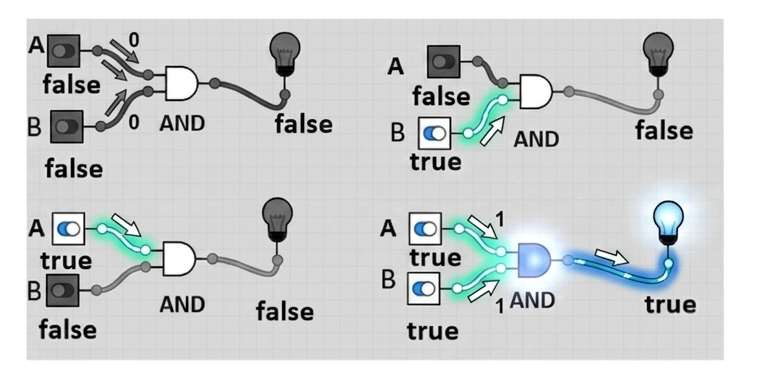 A 0
false
B 0 AND false
false
A
false
B AND false
true
A
true
B AND false
false
A 1
true
B 1 AND true
true